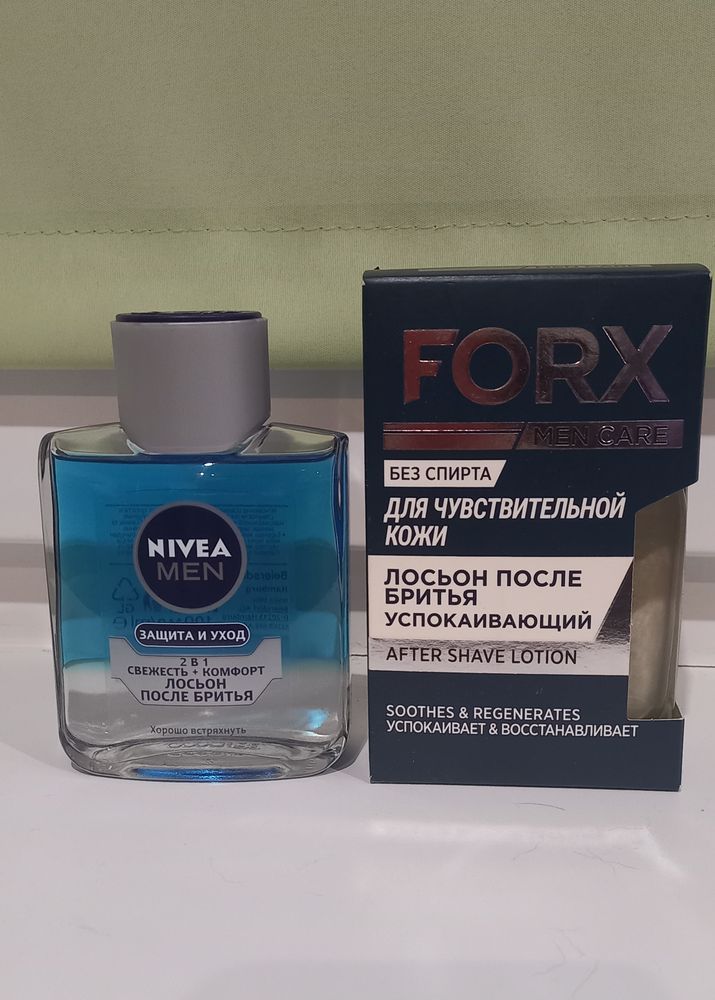 NIVEA
MEN
ЗАЩИТА И УХОД
2 В 1
СВЕЖЕСТЬ + КОМФОРТ
ЛОСЬОН
ПОСЛЕ БРИТЬЯ
Хорошо встряхнуть
FORX
MEN CARE
БЕЗ СПИРТА
ДЛЯ ЧУВСТВИТЕЛЬНОЙ
КОЖИ
ЛОСЬОН ПОСЛЕ
БРИТЬЯ
УСПОКАИВАЮЩИЙ
AFTER SHAVE LOTION
SOOTHES & REGENERATES
УСПОКАИВАЕТ & ВОССТАНАВЛИВАЕТ